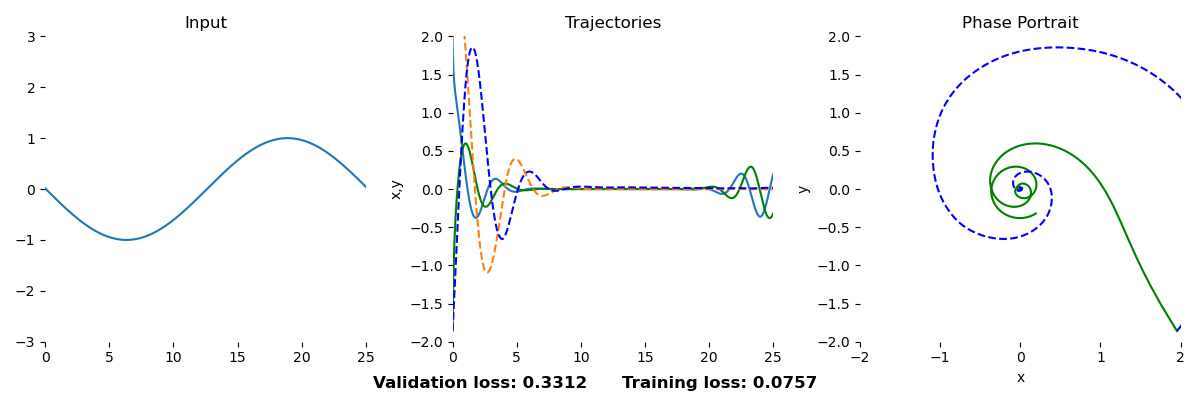 Input
3
2
1
0
−1
−2
−3
0 5 10 15 20 25
Trajectories
x,y
2.0
1.5
1.0
0.5
0.0
−0.5
−1.0
−1.5
−2.0
0 5 10 15 20 25
Phase Portrait
y
2.0
1.5
1.0
0.5
0.0
−0.5
−1.0
−1.5
−2.0
−2 −1 0 1 2
x
Validation loss: 0.3312 Training loss: 0.0757